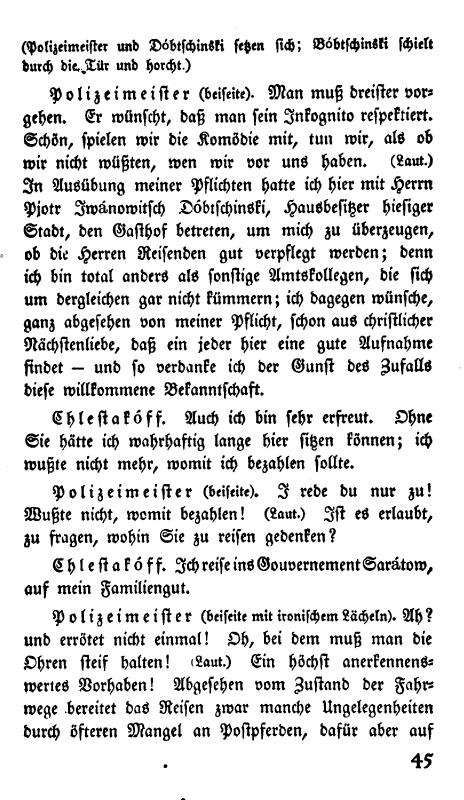 (Polizeimeister und Dóbtschinski setzen sich; Bóbtschinski schielt
durch die Tür und horcht.)
Polizeimeister (beiseite). Man muß dreister vor-
gehen. Er wünscht, daß man sein Inkognito respektiert.
Schön, spielen wir die Komödie mit, tun wir, als ob
wir nicht wüßten, wen wir vor uns haben. (Laut.)
In Ausübung meiner Pflichten hatte ich hier mit Herrn
Pjotr Iwánowitsch Dóbtschinski, Hausbesitzer hiesiger
Stadt, den Gasthof betreten, um mich zu überzeugen,
ob die Herren Reisenden gut verpflegt werden; denn
ich bin total anders als sonstige Amtskollegen, die sich
um dergleichen gar nicht kümmern; ich dagegen wünsche,
ganz abgesehen von meiner Pflicht, schon aus christlicher
Nächstenliebe, daß ein jeder hier eine gute Aufnahme
findet — und so verdanke ich der Gunst des Zufalls
diese willkommene Bekanntschaft.
Chlestakóff. Auch ich bin sehr erfreut. Ohne
Sie hätte ich wahrhaftig lange hier sitzen können; ich
wußte nicht mehr, womit ich bezahlen sollte.
Polizeimeister (beiseite). I rede du nur zu!
Wußte nicht, womit bezahlen! (Laut.) Ist es erlaubt,
zu fragen, wohin Sie zu reisen gedenken?
Chlestakóff. Ich reise ins Gouvernement Sarátow,
auf mein Familiengut.
Polizeimeister (beiseite mit ironischem Lächeln). Ah?
und errötet nicht einmal! Oh, bei dem muß man die
Ohren steif halten! (Laut.) Ein höchst anerkennens-
wertes Vorhaben! Abgesehen vom Zustand der Fahr-
wege bereitet das Reisen zwar manche Ungelegenheiten
durch öfteren Mangel an Postpferden, dafür aber auf
45